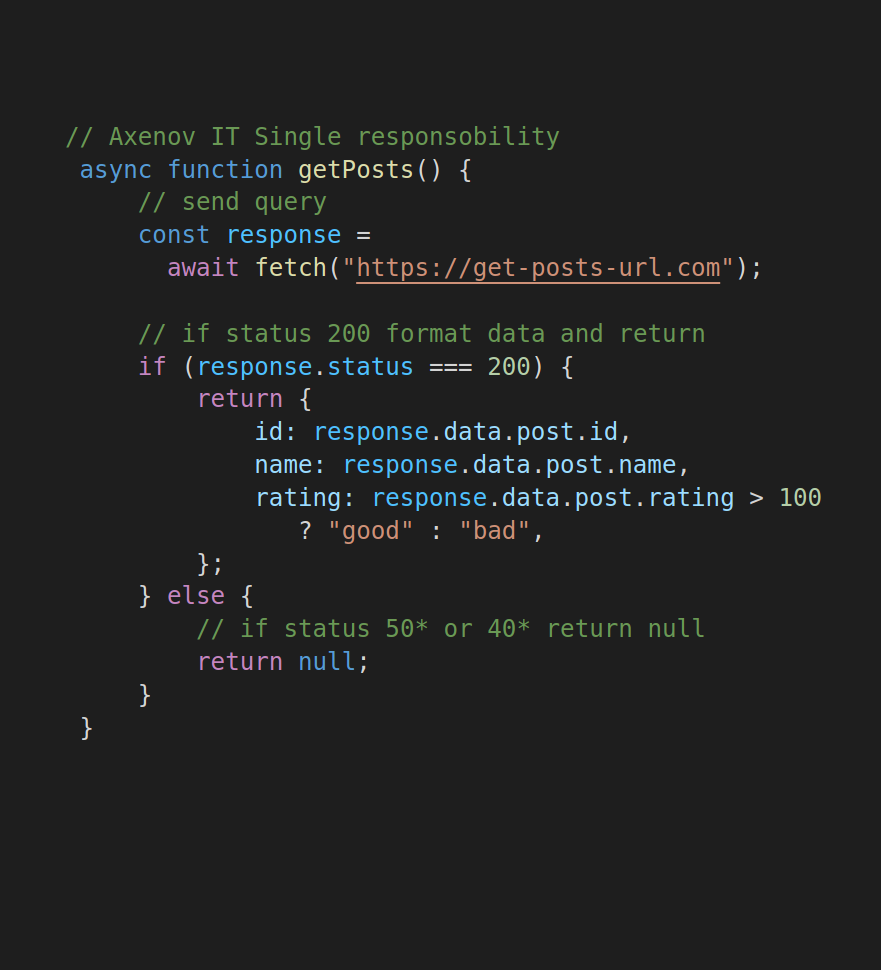 // Axenov IT Single responsobility
async function getPosts() {
// send query
const response =
await fetch("https://get-posts-url.com");
// if status 200 format data and return
if (response.status === 200) {
return {
id: response.data.post.id,
name: response.data.post.name,
rating: response.data.post.rating > 100
? "good" : "bad",
};
} else {
// if status 50* or 40* return null
return null;
}
}